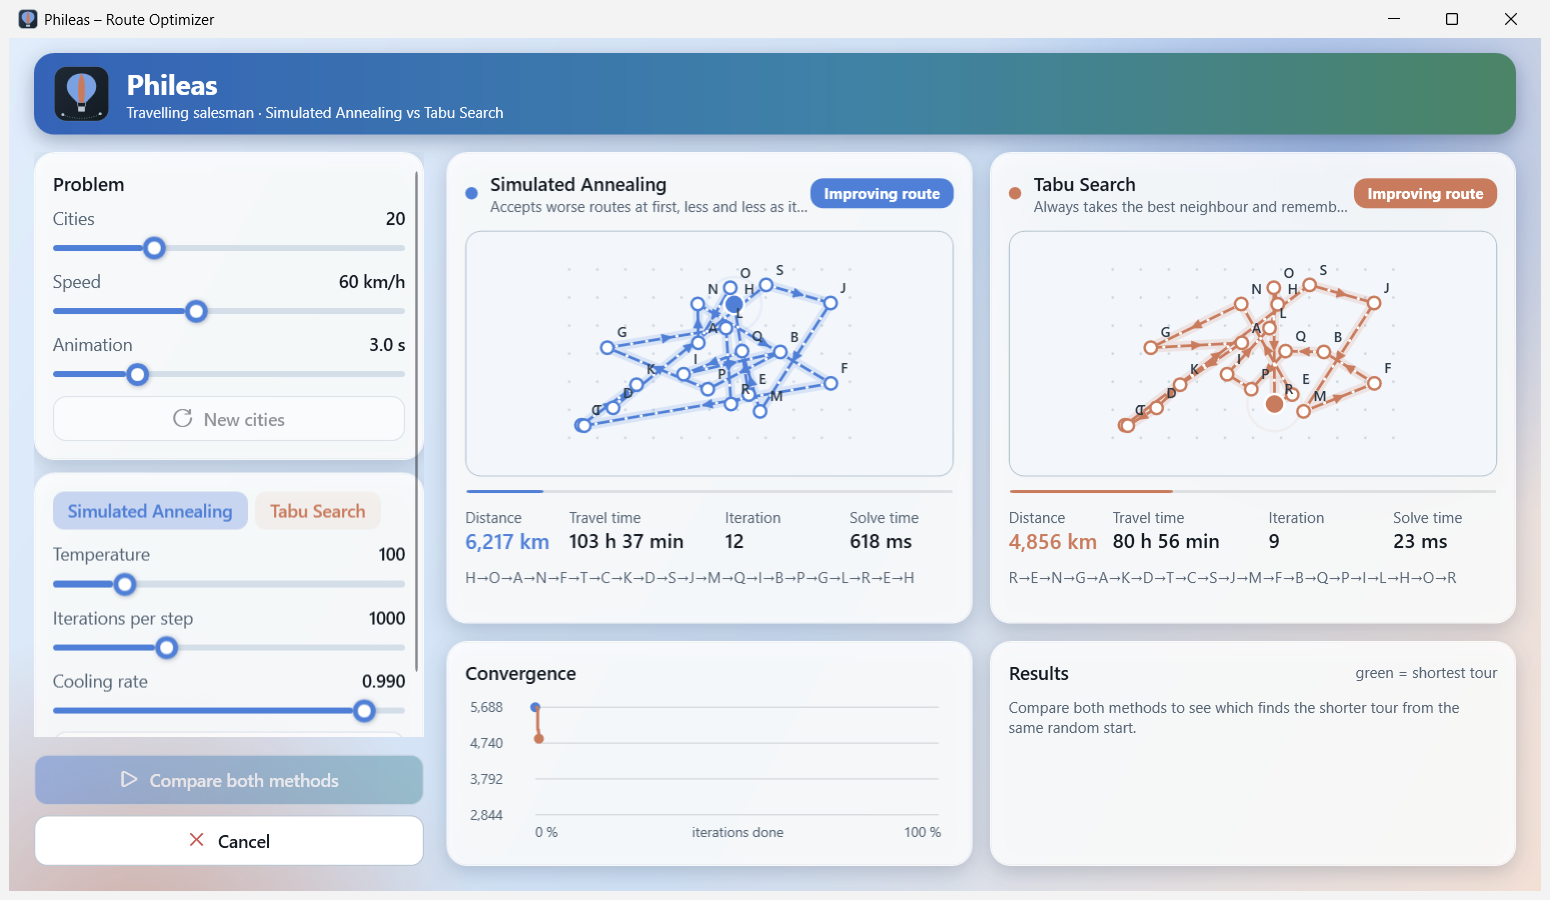 Phileas – Route Optimizer
Phileas
Travelling salesman · Simulated Annealing vs Tabu Search
Problem
Cities 20
Speed 60 km/h
Animation 3.0 s
New cities
Simulated Annealing Tabu Search
Temperature 100
Iterations per step 1000
Cooling rate 0.990
Compare both methods
Cancel
Simulated Annealing
Accepts worse routes at first, less and less as it...
Improving route
O S
N H J
L
G A Q B
I
K P E F
D R M
C
Distance Travel time Iteration Solve time
6,217 km 103 h 37 min 12 618 ms
H→O→A→N→F→T→C→K→D→S→J→M→Q→I→B→P→G→L→R→E→H
Tabu Search
Always takes the best neighbour and rememb...
Improving route
O S
N H J
L
G A Q B
I
K P E F
D R M
C
Distance Travel time Iteration Solve time
4,856 km 80 h 56 min 9 23 ms
R→E→N→G→A→K→D→T→C→S→J→M→F→B→Q→P→I→L→H→O→R
Convergence
5,688
4,740
3,792
2,844
0 % iterations done 100 %
Results green = shortest tour
Compare both methods to see which finds the shorter tour from the
same random start.